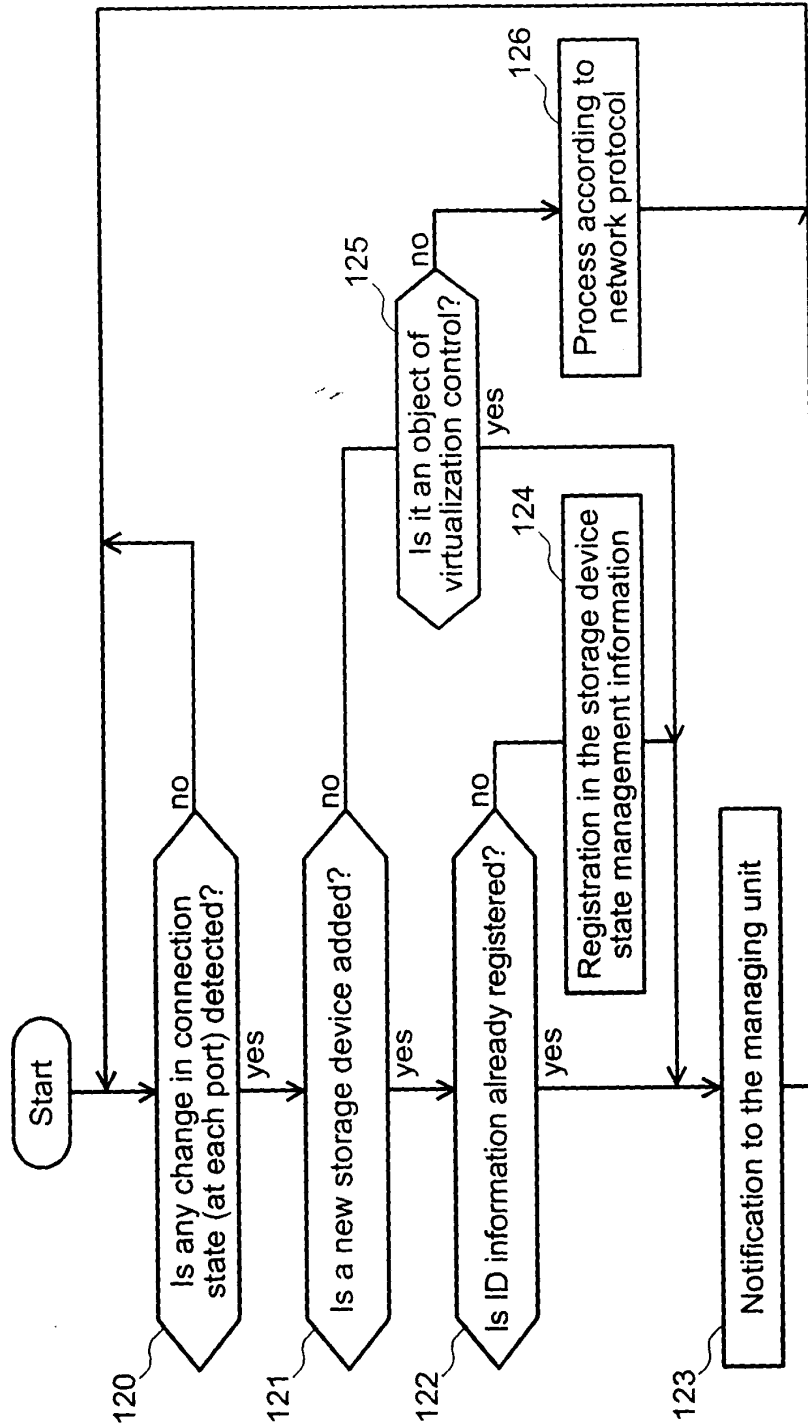 Start
120
Is any change in connection
state (at each port) detected?
no
yes
121
Is a new storage device added?
no
yes
125
Is it an object of
virtualization control?
no
yes
126
Process according to
network protocol
122
Is ID information already registered?
no
yes
124
Registration in the storage device
state management information
123
Notification to the managing unit